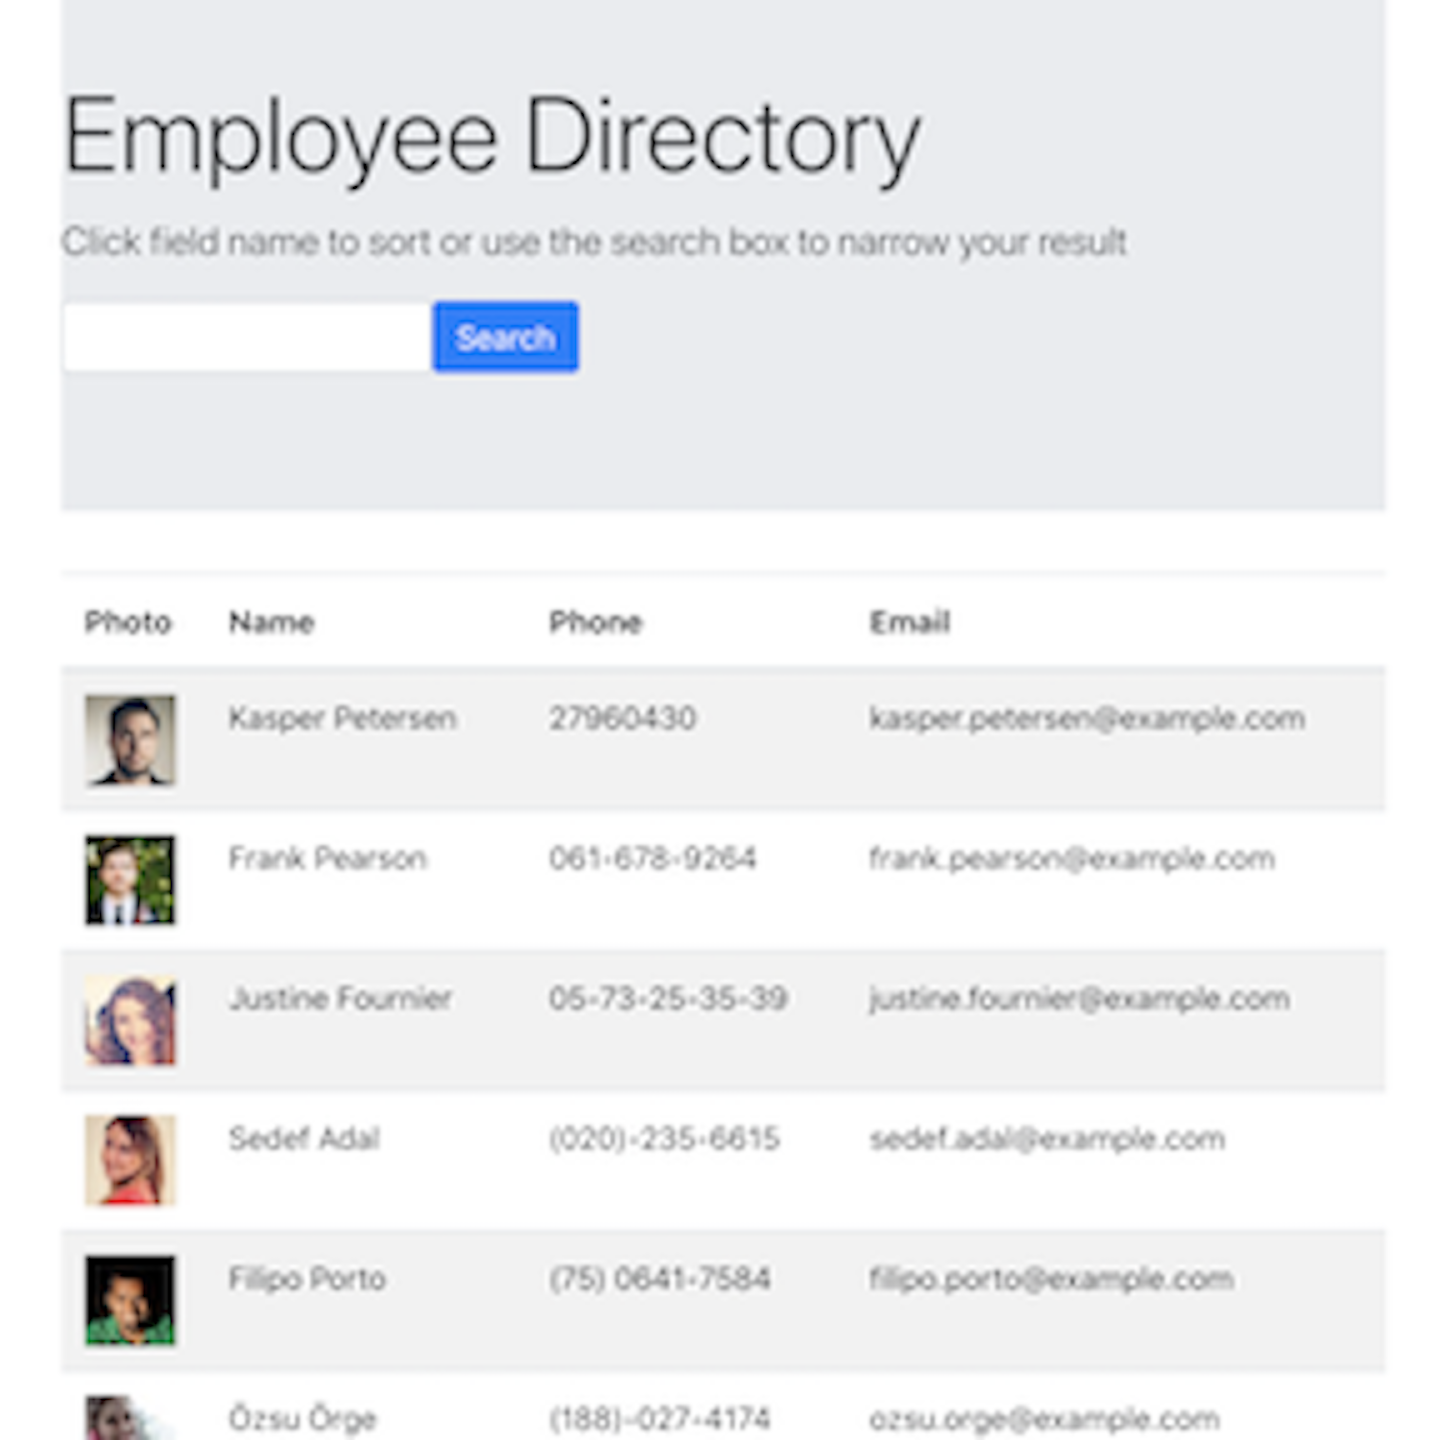 Employee Directory
Click field name to sort or use the search box to narrow your result
Search
Photo Name Phone Email
Kasper Petersen 27960430 kasper.petersen@example.com
Frank Pearson 061-678-9264 frank.pearson@example.com
Justine Fournier 05-73-25-35-39 justine.fournier@example.com
Sedef Adal (020)-235-6615 sedef.adal@example.com
Filipo Porto (75) 0641-7584 filipo.porto@example.com
Özsu Örge (188)-027-4174 ozsu.orge@example.com